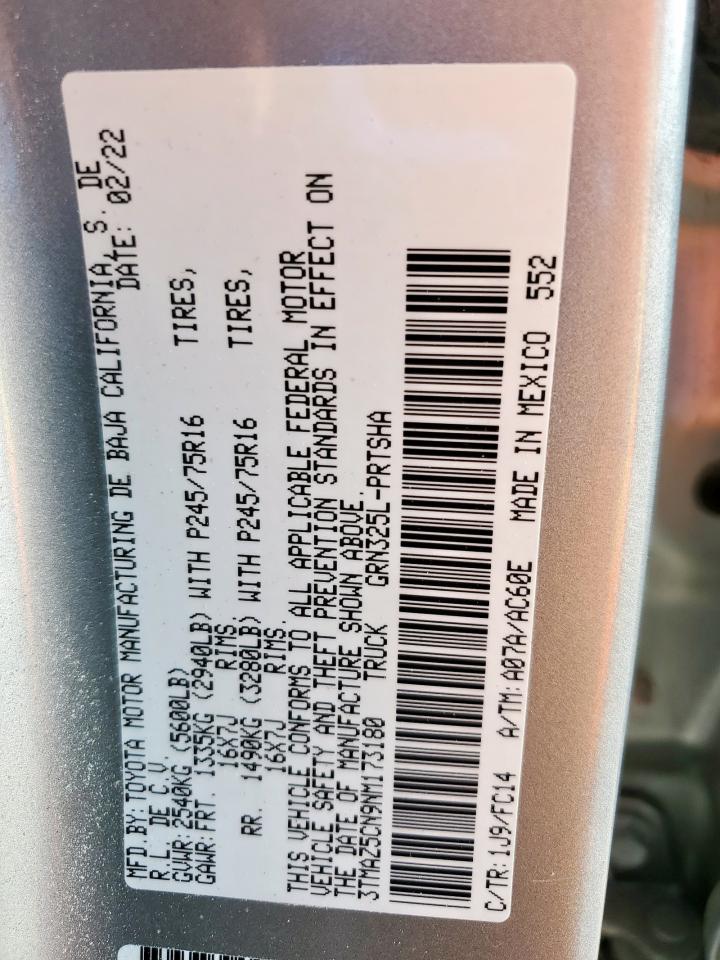 MFD.BY:TOYOTA MOTOR MANUFACTURING DE BAJA CALIFORNIA, S. DE
R.L. DE C.V. DATE: 02/22
GVWR:2540KG (5600LB)
GAWR:FRT. 1335KG (2940LB) WITH P245/75R16 TIRES,
16X7J RIMS.
RR. 1490KG (3280LB) WITH P245/75R16 TIRES,
16X7J RIMS.
THIS VEHICLE CONFORMS TO ALL APPLICABLE FEDERAL MOTOR
VEHICLE SAFETY AND THEFT PREVENTION STANDARDS IN EFFECT ON
THE DATE OF MANUFACTURE SHOWN ABOVE.
3TMAZ5CN9NM173180 TRUCK GRN325L-PRTSHA
C/TR:1J9/FC14 A/TM:A07A/AC60E MADE IN MEXICO 552